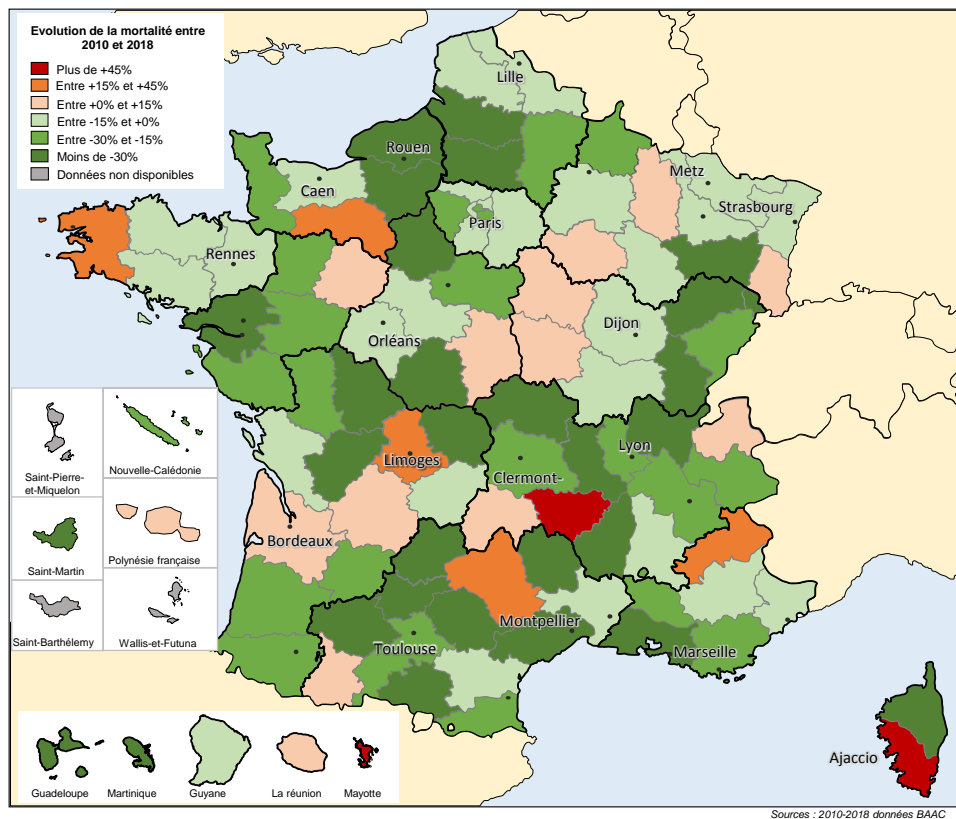 Evolution de la mortalité entre
2010 et 2018
Plus de +45%
Entre +15% et +45%
Entre +0% et +15%
Entre -15% et +0%
Entre -30% et -15%
Moins de -30%
Données non disponibles
Lille
Rouen
Caen
Metz
Strasbourg
Paris
Rennes
Orléans
Dijon
Limoges
Clermont-
Lyon
Bordeaux
Montpellier
Toulouse
Marseille
Ajaccio
Saint-Pierre-
et-Miquelon
Nouvelle-Calédonie
Saint-Martin
Polynésie française
Saint-Barthélemy
Wallis-et-Futuna
Guadeloupe
Martinique
Guyane
La réunion
Mayotte
Sources : 2010-2018 données BAAC